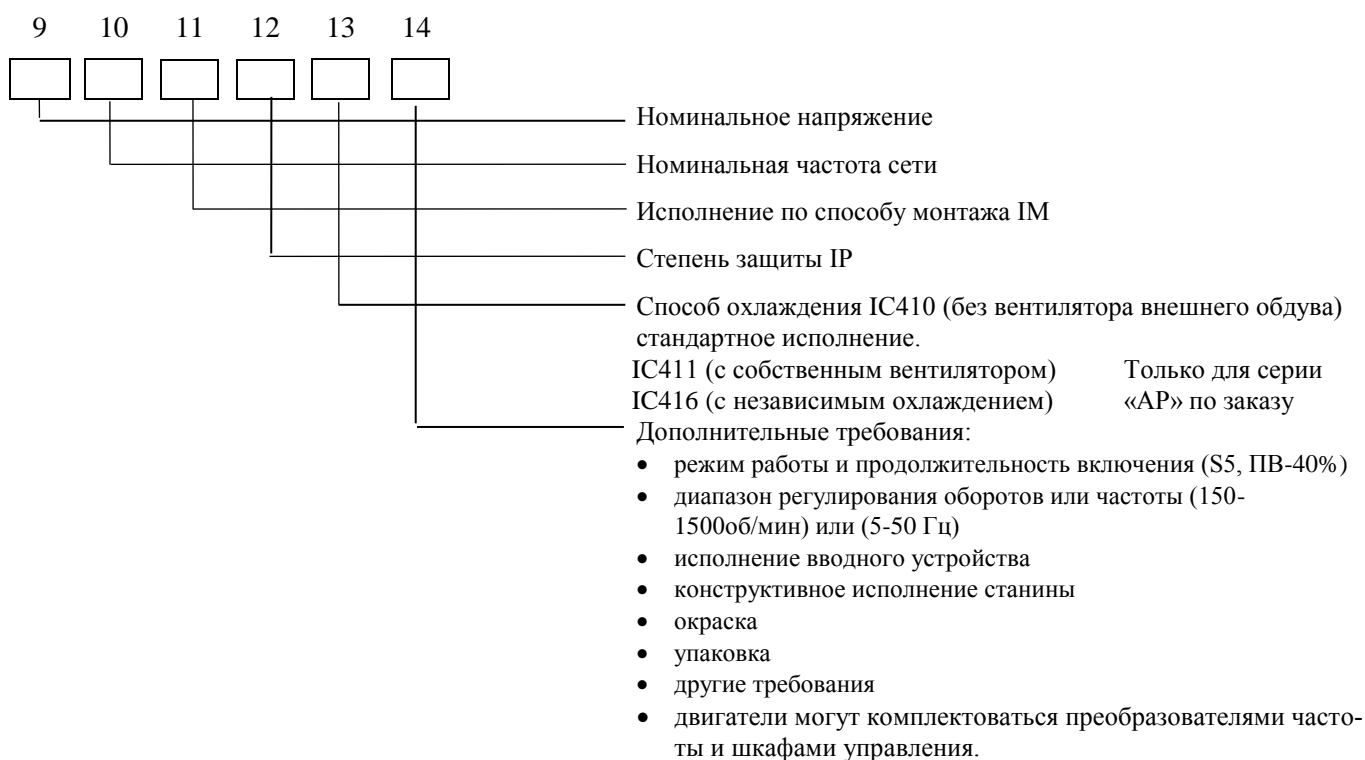 9 10 11 12 13 14
Номинальное напряжение
Номинальная частота сети
Исполнение по способу монтажа IM
Степень защиты IP
Способ охлаждения IC410 (без вентилятора внешнего обдува)
стандартное исполнение.
IC411 (с собственным вентилятором) Только для серии
IC416 (с независимым охлаждением) «АР» по заказу
Дополнительные требования:
• режим работы и продолжительность включения (S5, ПВ-40%)
• диапазон регулирования оборотов или частоты (150-
1500об/мин) или (5-50 Гц)
• исполнение вводного устройства
• конструктивное исполнение станины
• окраска
• упаковка
• другие требования
• двигатели могут комплектоваться преобразователями часто-
ты и шкафами управления.